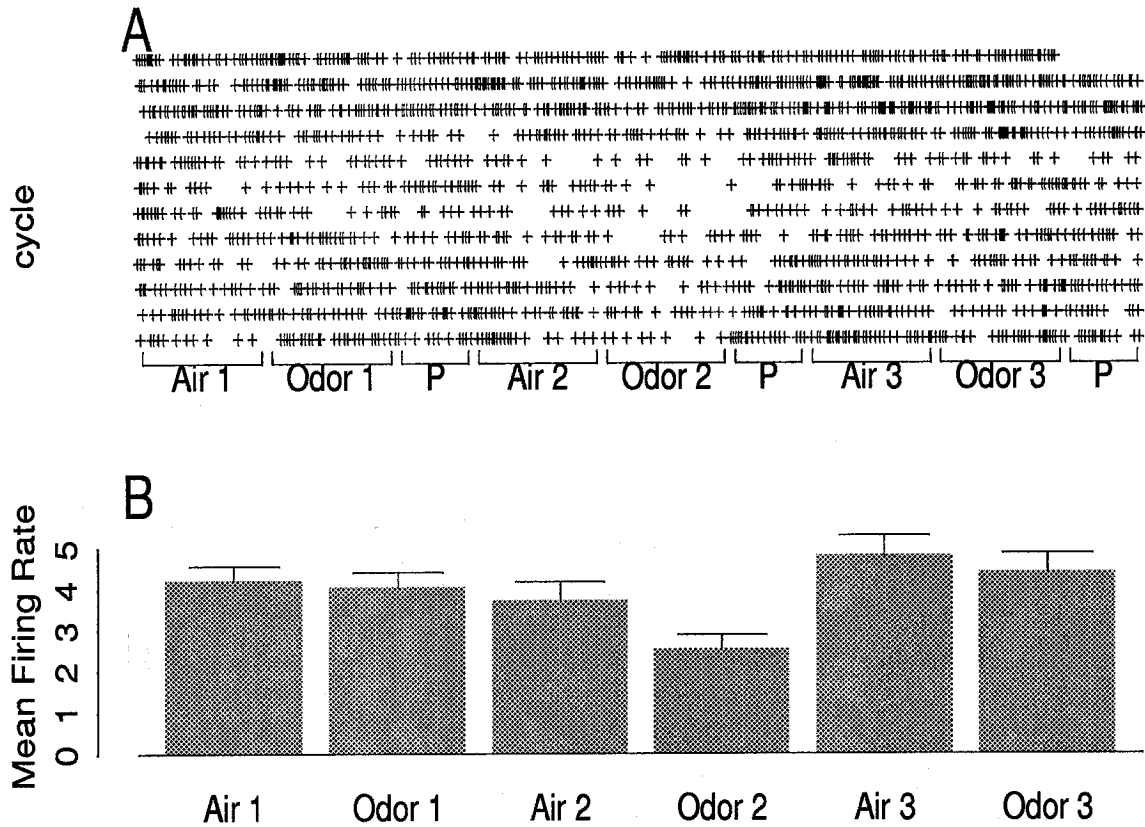 A
cycle
Air 1 Odor 1 P Air 2 Odor 2 P Air 3 Odor 3 P
B
Mean Firing Rate
5
4
3
2
1
0
Air 1 Odor 1 Air 2 Odor 2 Air 3 Odor 3